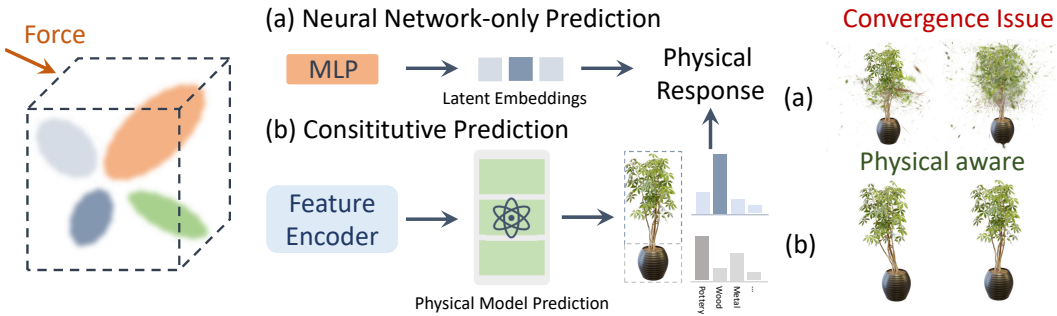 Force
(a) Neural Network-only Prediction
MLP
Latent Embeddings
Physical
Response
(b) Consititutive Prediction
Feature
Encoder
Physical Model Prediction
Pottery
Wood
Metal
...
Convergence Issue
(a)
Physical aware
(b)